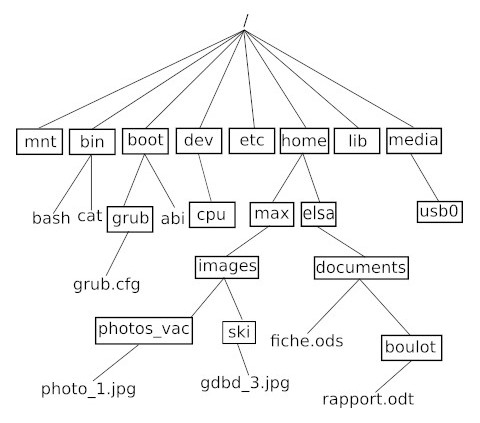 /
mnt bin boot dev etc home lib media
bash cat grub abi cpu max elsa usb0
grub.cfg images documents
photos_vac ski fiche.ods boulot
photo_1.jpg gdbd_3.jpg rapport.odt